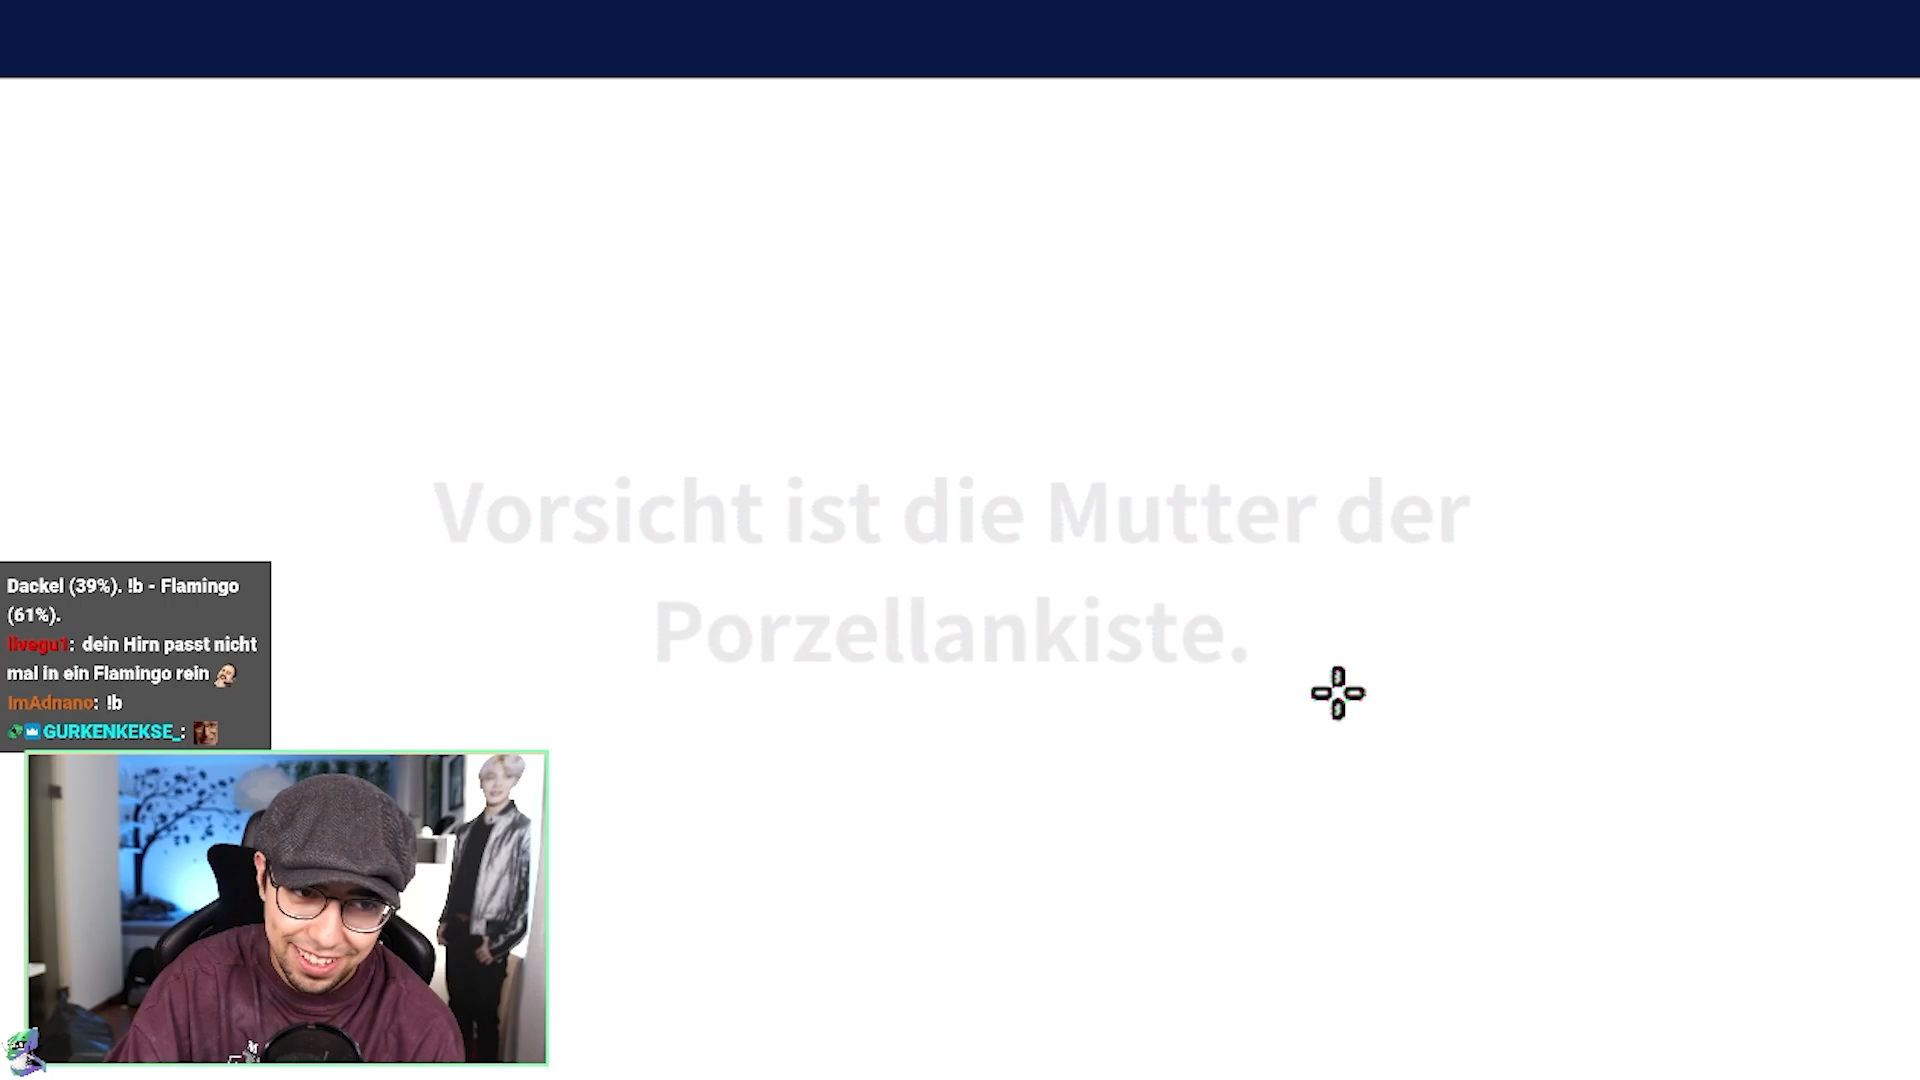 Vorsicht ist die Mutter der
Porzellankiste.
Dackel (39%). !b - Flamingo
(61%).
livegu1: dein Hirn passt nicht
mal in ein Flamingo rein
ImAdnano: !b
GURKENKEKSE_: